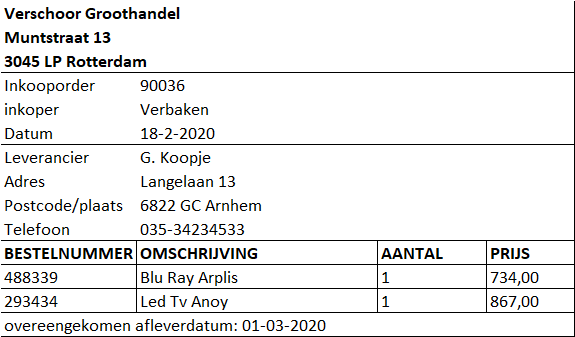 Verschoor Groothandel
Muntstraat 13
3045 LP Rotterdam
Inkooporder 90036
inkoper Verbaken
Datum 18-2-2020
Leverancier G. Koopje
Adres Langelaan 13
Postcode/plaats 6822 GC Arnhem
Telefoon 035-34234533
BESTELNUMMER OMSCHRIJVING AANTAL PRIJS
488339 Blu Ray Arplis 1 734,00
293434 Led Tv Anoy 1 867,00
overeengekomen afleverdatum: 01-03-2020